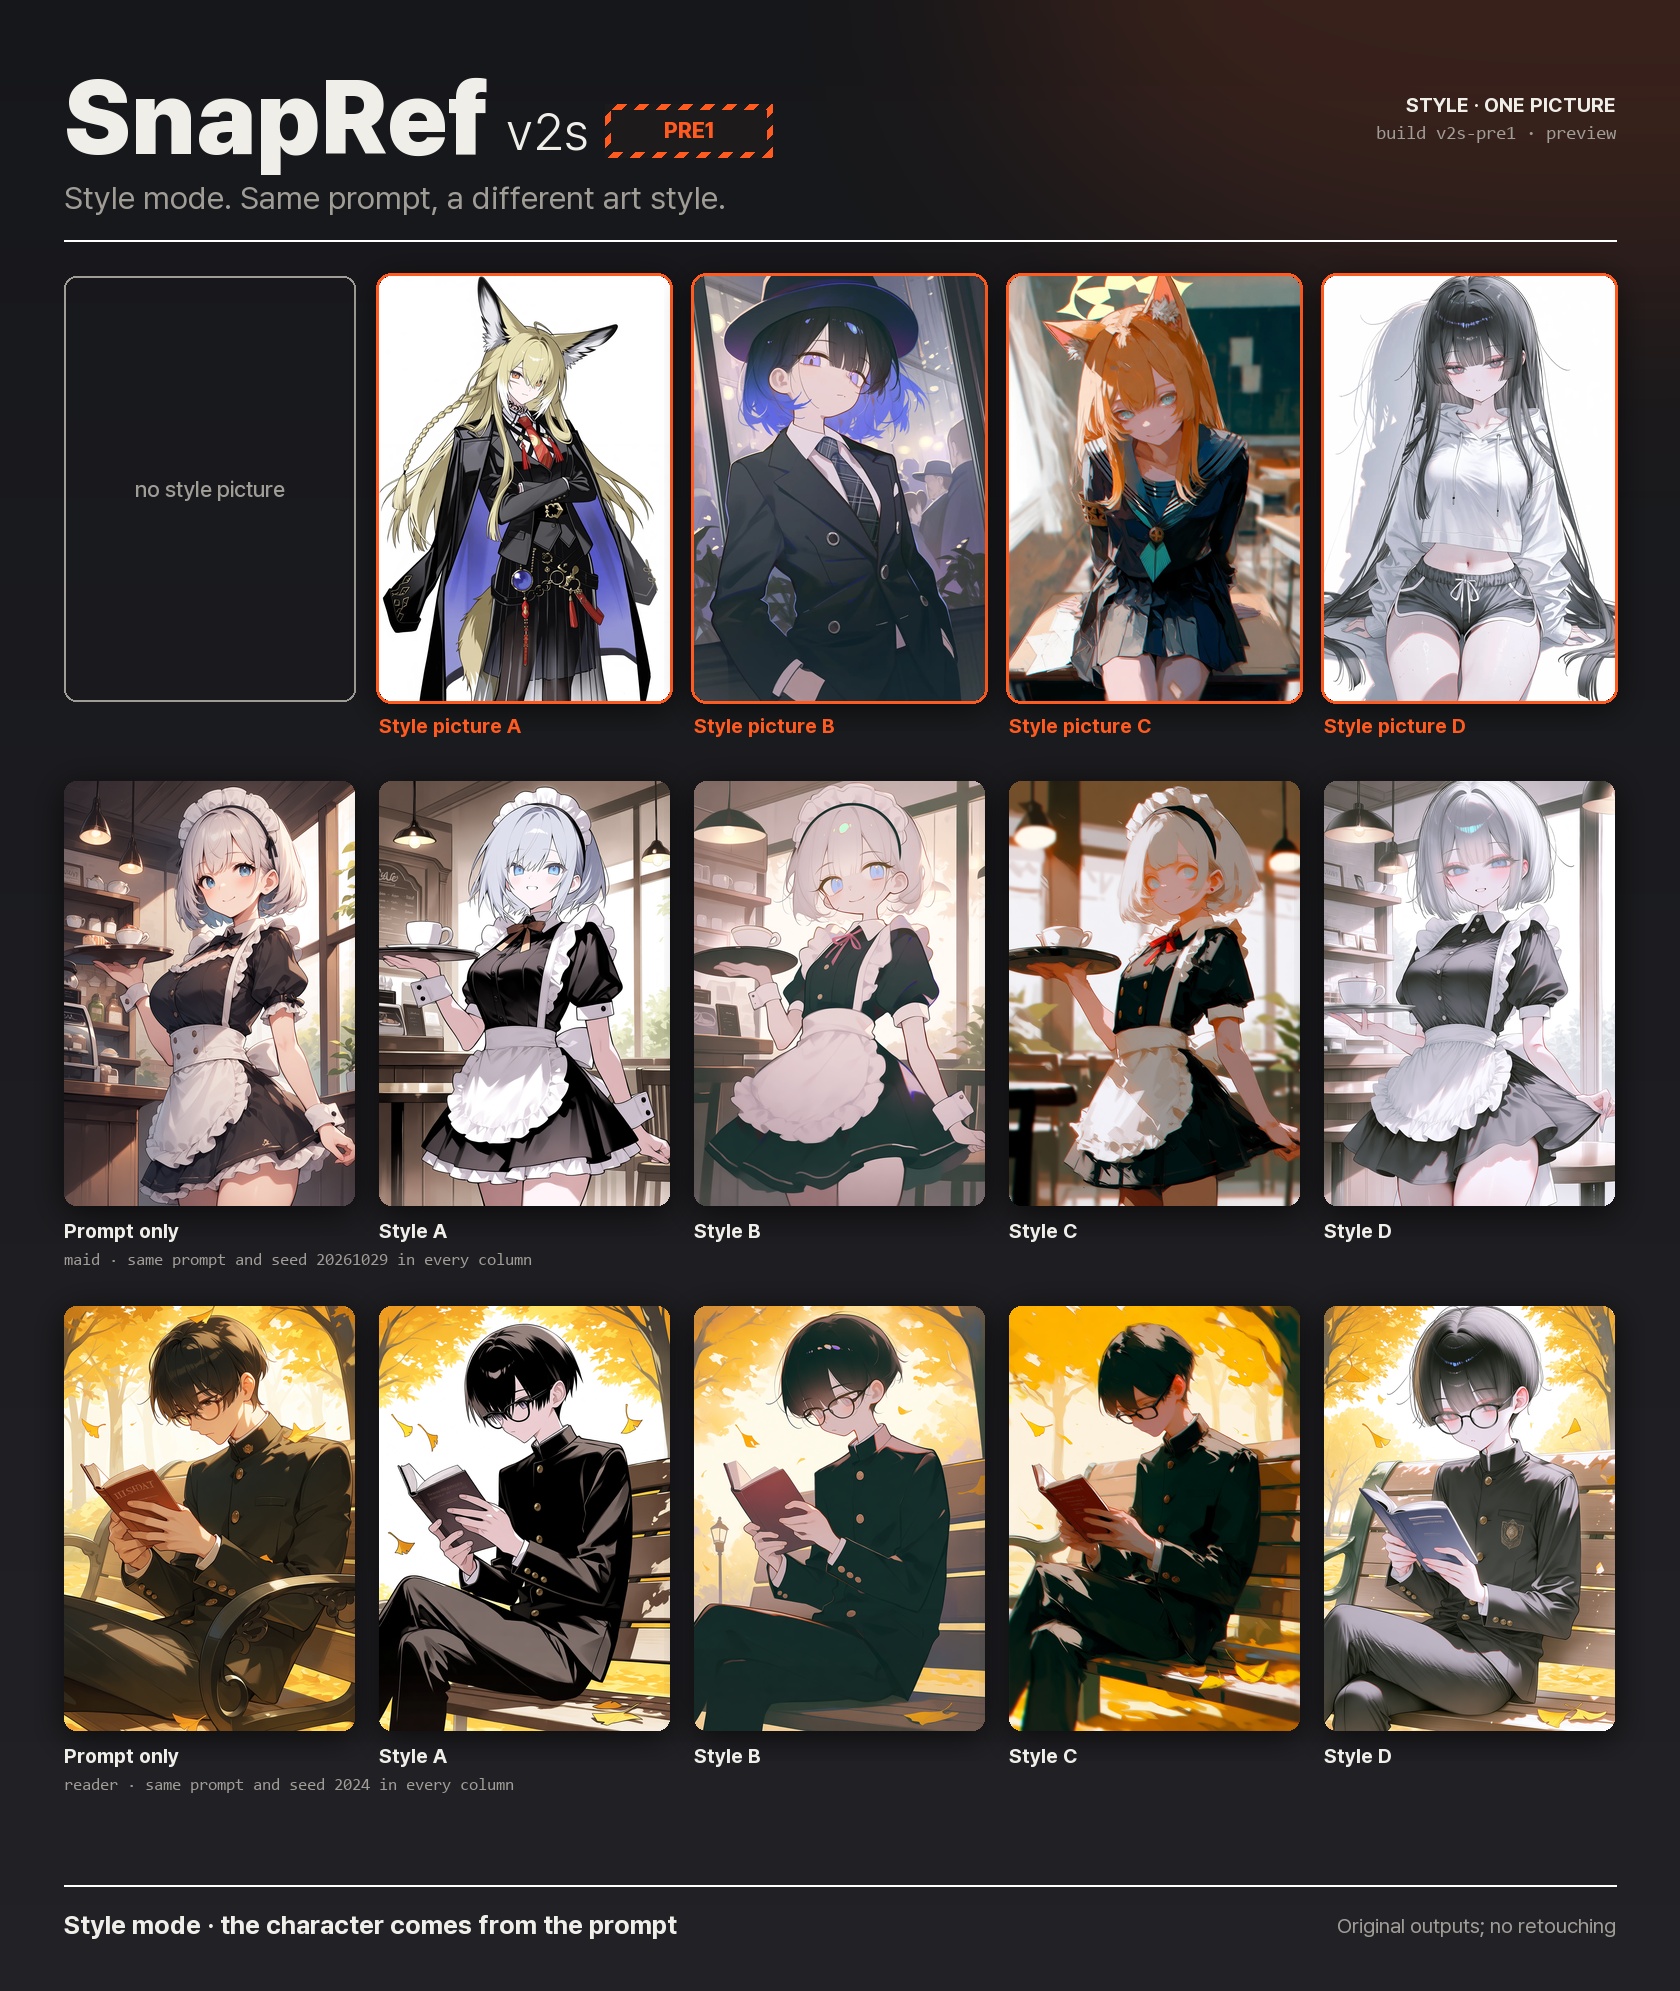 SnapRef v2s PRE1
STYLE · ONE PICTURE
build v2s-pre1 · preview
Style mode. Same prompt, a different art style.
no style picture
Style picture A
Style picture B
Style picture C
Style picture D
Prompt only
Style A
Style B
Style C
Style D
maid · same prompt and seed 20261029 in every column
Prompt only
Style A
Style B
Style C
Style D
reader · same prompt and seed 2024 in every column
Style mode · the character comes from the prompt
Original outputs; no retouching